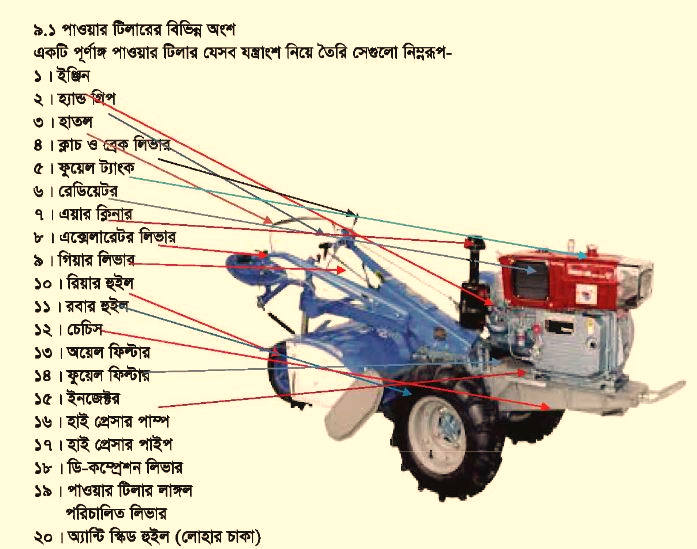 ৯.১ পাওয়ার টিলারের বিভিন্ন অংশ
একটি পূর্ণাঙ্গ পাওয়ার টিলার যেসব যন্ত্রাংশ নিয়ে তৈরি সেগুলো নিম্নরূপ-
১ । ইঞ্জিন
২ । হ্যান্ড গ্রিপ
৩ । হাতল
৪ । ক্লাচ ও ব্রেক লিভার
৫ । ফুয়েল ট্যাংক
৬ । রেডিয়েটর
৭ । এয়ার ক্লিনার
৮ । এক্সেলারেটর লিভার
৯ । গিয়ার লিভার
১০ । রিয়ার হুইল
১১ । রবার হুইল
১২ । চেচিস
১৩ । অয়েল ফিল্টার
১৪ । ফুয়েল ফিল্টার
১৫ । ইনজেক্টর
১৬ । হাই প্রেসার পাম্প
১৭ । হাই প্রেসার পাইপ
১৮ । ডি-কম্প্রেশন লিভার
১৯ । পাওয়ার টিলার লাঙ্গল
পরিচালিত লিভার
২০ । অ্যান্টি স্কিড হুইল (লোহার চাকা)